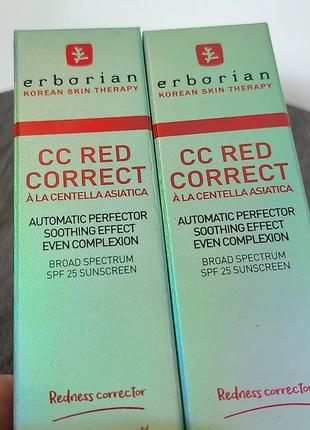 erborian
KOREAN SKIN THERAPY
CC RED
CORRECT
À LA CENTELLA ASIATICA
AUTOMATIC PERFECTOR
SOOTHING EFFECT
EVEN COMPLEXION
BROAD SPECTRUM
SPF 25 SUNSCREEN
Redness corrector
erborian
KOREAN SKIN THERAPY
CC RED
CORRECT
À LA CENTELLA ASIATICA
AUTOMATIC PERFECTOR
SOOTHING EFFECT
EVEN COMPLEXION
BROAD SPECTRUM
SPF 25 SUNSCREEN
Redness corrector